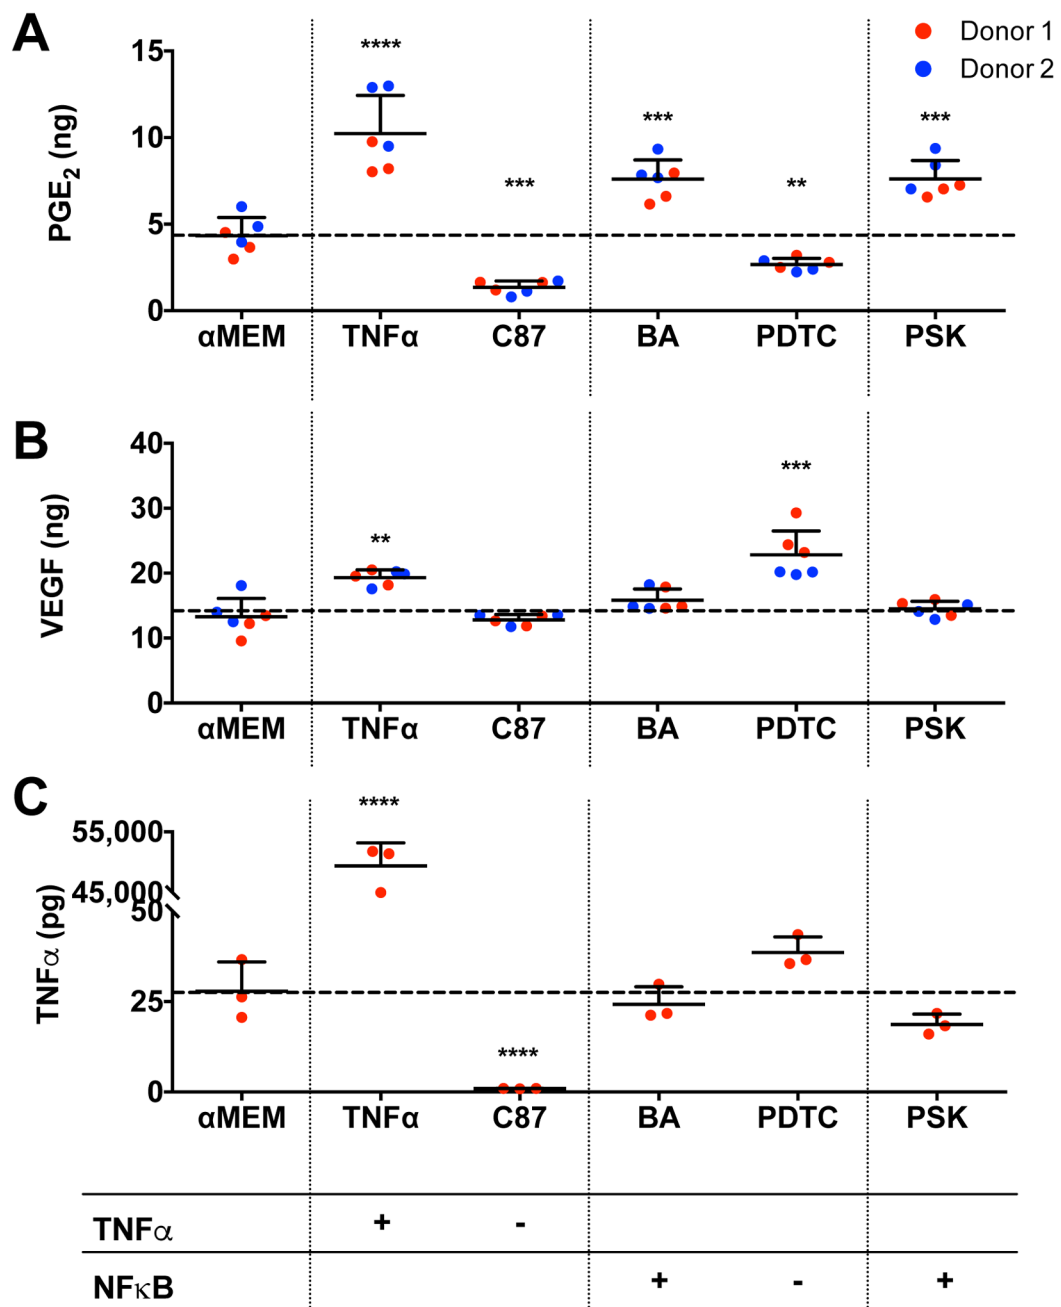 A
Donor 1
Donor 2
PGE2 (ng)
15
10
5
0
****
***
***
**
***
αMEM TNFα C87 BA PDTC PSK
B
VEGF (ng)
40
30
20
10
0
**
***
αMEM TNFα C87 BA PDTC PSK
C
TNFα (pg)
55,000
45,000
50
25
0
****
****
αMEM TNFα C87 BA PDTC PSK
TNFα + -
NFκB + - +